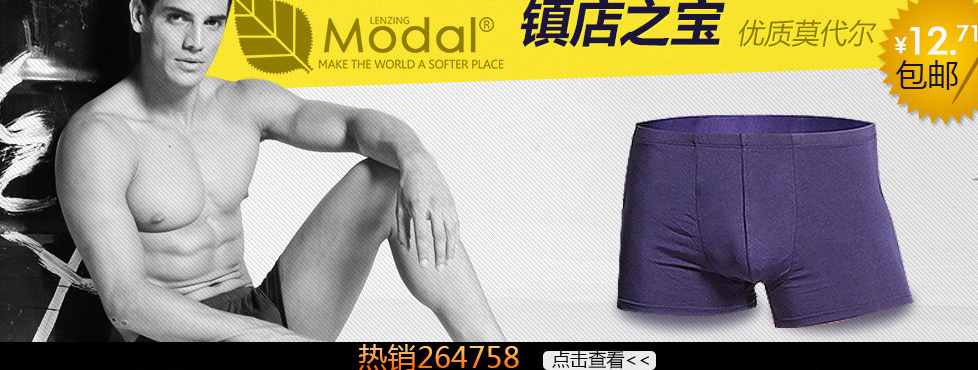 LENZING
Modal®
MAKE THE WORLD A SOFTER PLACE
镇店之宝 优质莫代尔
¥12.71
包邮
热销264758 点击查看<<